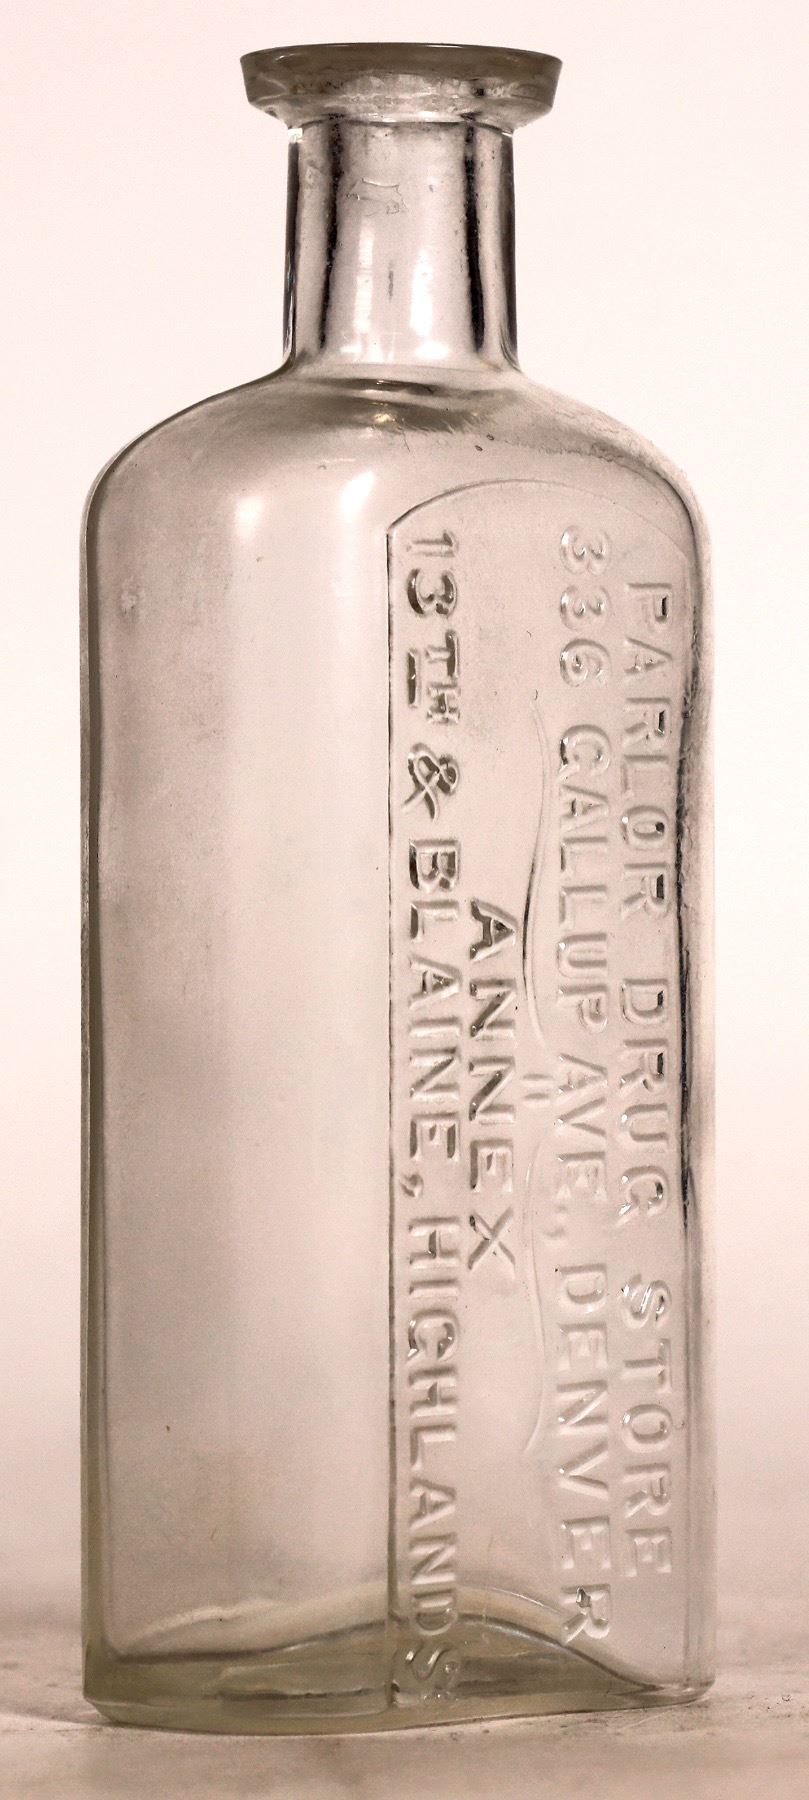 PARLOR DRUG STORE
336 GALLUP AVE, DENVER
ANNEX
13TH & BLAINE, HIGHLANDS